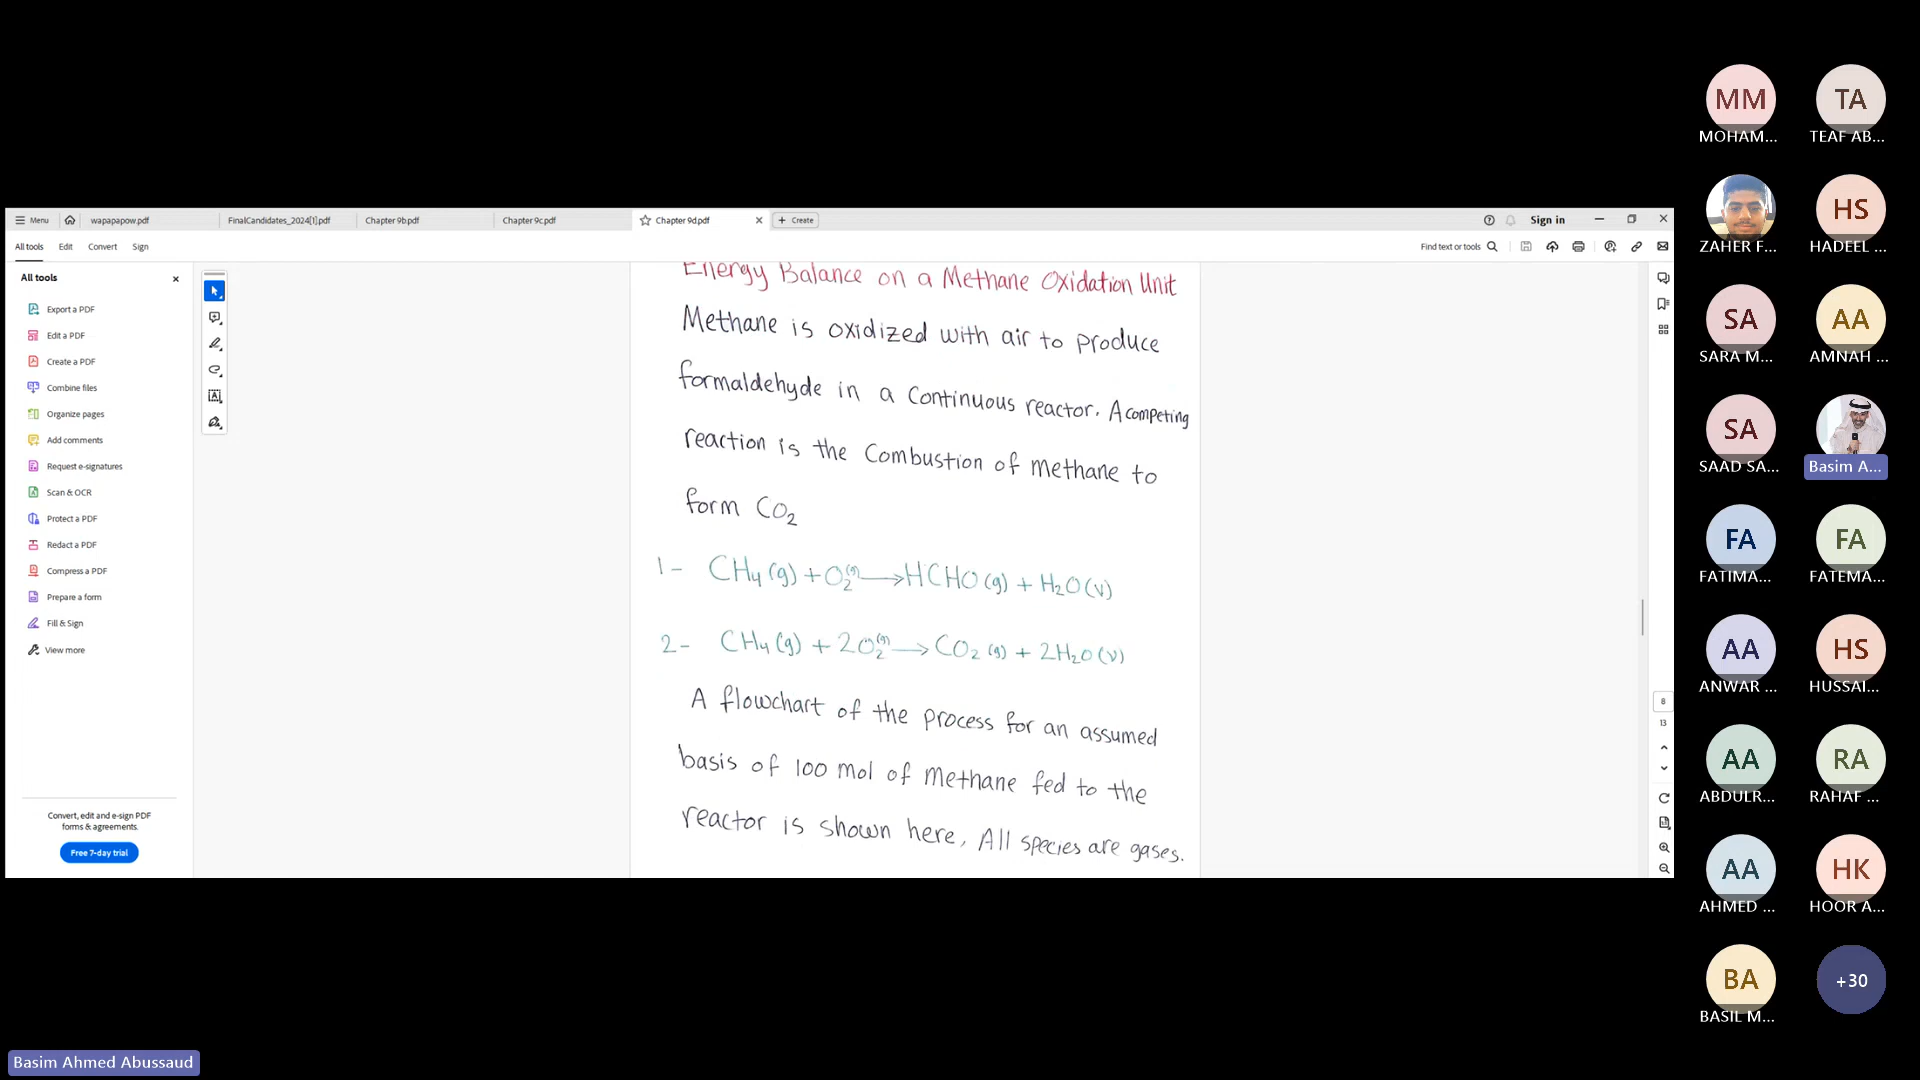 Menu
wapapapow.pdf
FinalCandidates_2024[1].pdf
Chapter 9b.pdf
Chapter 9c.pdf
Chapter 9d.pdf
Create
Sign in
All tools
Edit
Convert
Sign
Find text or tools
All tools
Export a PDF
Edit a PDF
Create a PDF
Combine files
Organize pages
Add comments
Request e-signatures
Scan & OCR
Protect a PDF
Redact a PDF
Compress a PDF
Prepare a form
Fill & Sign
View more
Convert, edit and e-sign PDF
forms & agreements.
Free 7-day trial
Energy Balance on a Methane Oxidation Unit
Methane is oxidized with air to produce
formaldehyde in a Continuous reactor. A competing
reaction is the Combustion of methane to
form CO₂
1- CH₄(g) + O₂(g) → HCHO(g) + H₂O(v)
2- CH₄(g) + 2O₂(g) → CO₂(g) + 2H₂O(v)
A flowchart of the process for an assumed
basis of 100 mol of methane fed to the
reactor is shown here, All species are gases.
8
13
MM
MOHAM...
TA
TEAF AB...
ZAHER F...
HS
HADEEL ...
SA
SARA M...
AA
AMNAH ...
SA
SAAD SA...
Basim A...
FA
FATIMA...
FA
FATEMA...
AA
ANWAR ...
HS
HUSSAI...
AA
ABDULR...
RA
RAHAF ...
AA
AHMED ...
HK
HOOR A...
BA
BASIL M...
+30
Basim Ahmed Abussaud